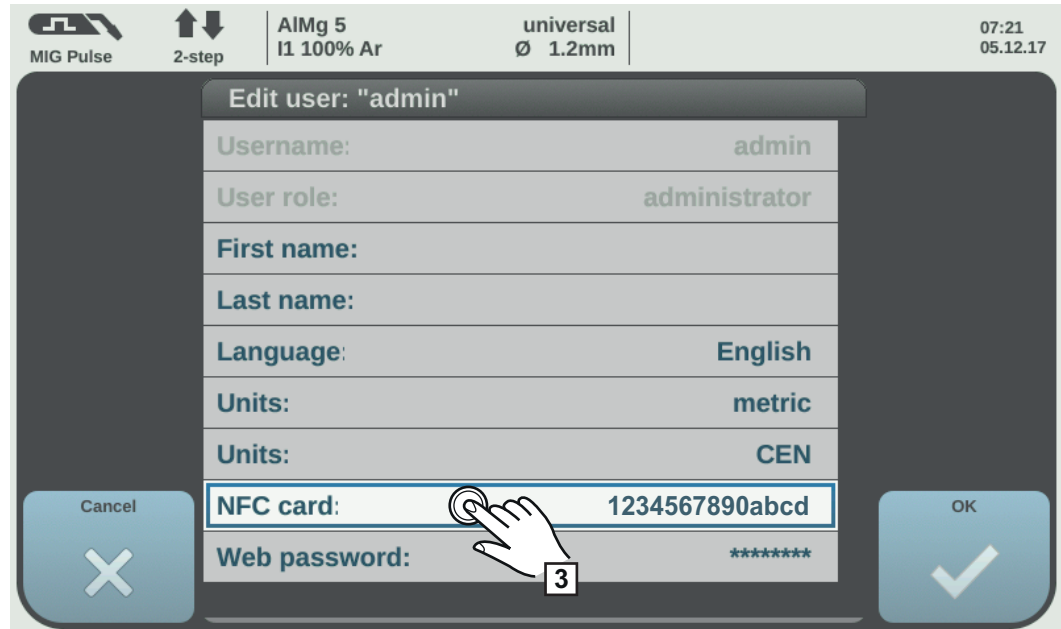 MIG Pulse
2-step
AlMg 5
I1 100% Ar
universal
Ø 1.2mm
07:21
05.12.17
Edit user: "admin"
Username: admin
User role: administrator
First name:
Last name:
Language: English
Units: metric
Units: CEN
NFC card: 1234567890abcd
Web password: ********
Cancel
OK
3